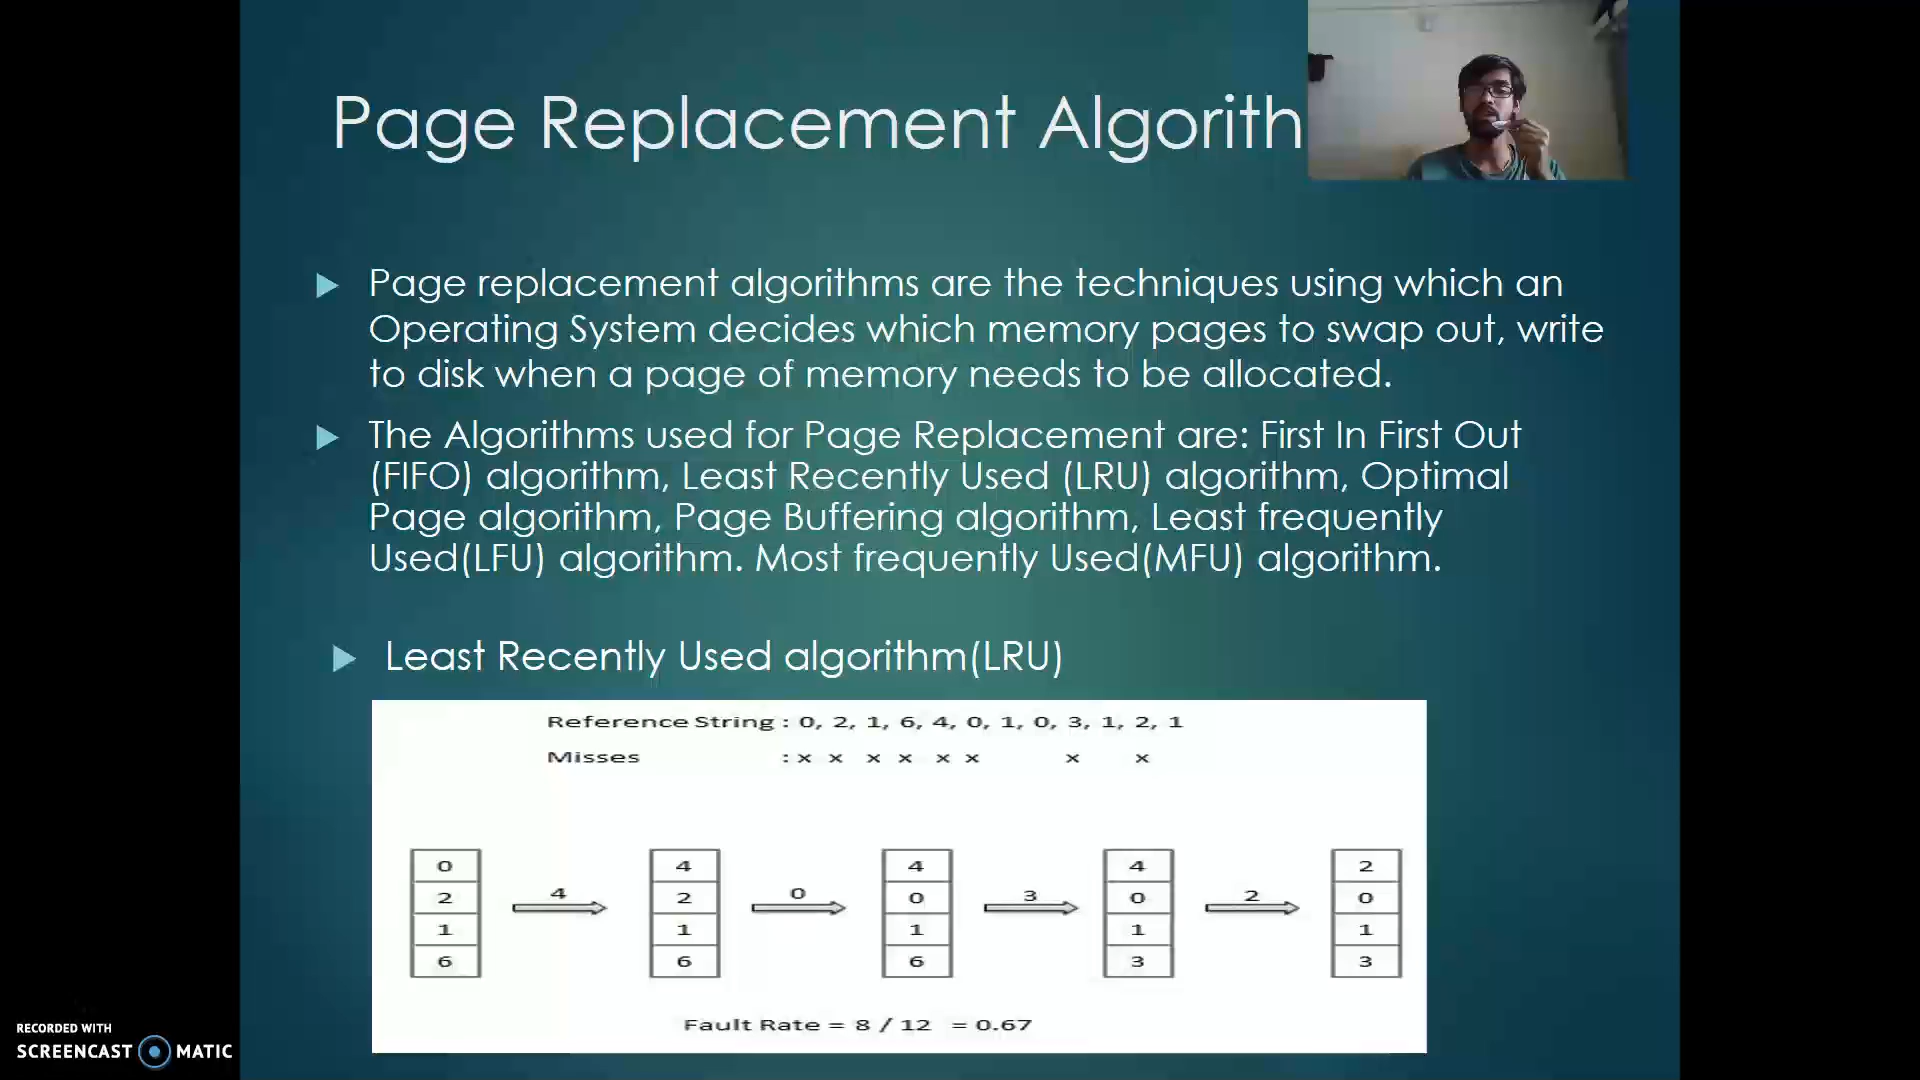 Page Replacement Algorith
Page replacement algorithms are the techniques using which an
Operating System decides which memory pages to swap out, write
to disk when a page of memory needs to be allocated.
The Algorithms used for Page Replacement are: First In First Out
(FIFO) algorithm, Least Recently Used (LRU) algorithm, Optimal
Page algorithm, Page Buffering algorithm, Least frequently
Used(LFU) algorithm. Most frequently Used(MFU) algorithm.
Least Recently Used algorithm(LRU)
Reference String : 0, 2, 1, 6, 4, 0, 1, 0, 3, 1, 2, 1
Misses : x x x x x x x x
0 4 4 4 2
4 0 3 2
2 2 0 0 0
1 1 1 1 1
6 6 6 3 3
Fault Rate = 8 / 12 = 0.67
RECORDED WITH
SCREENCAST MATIC